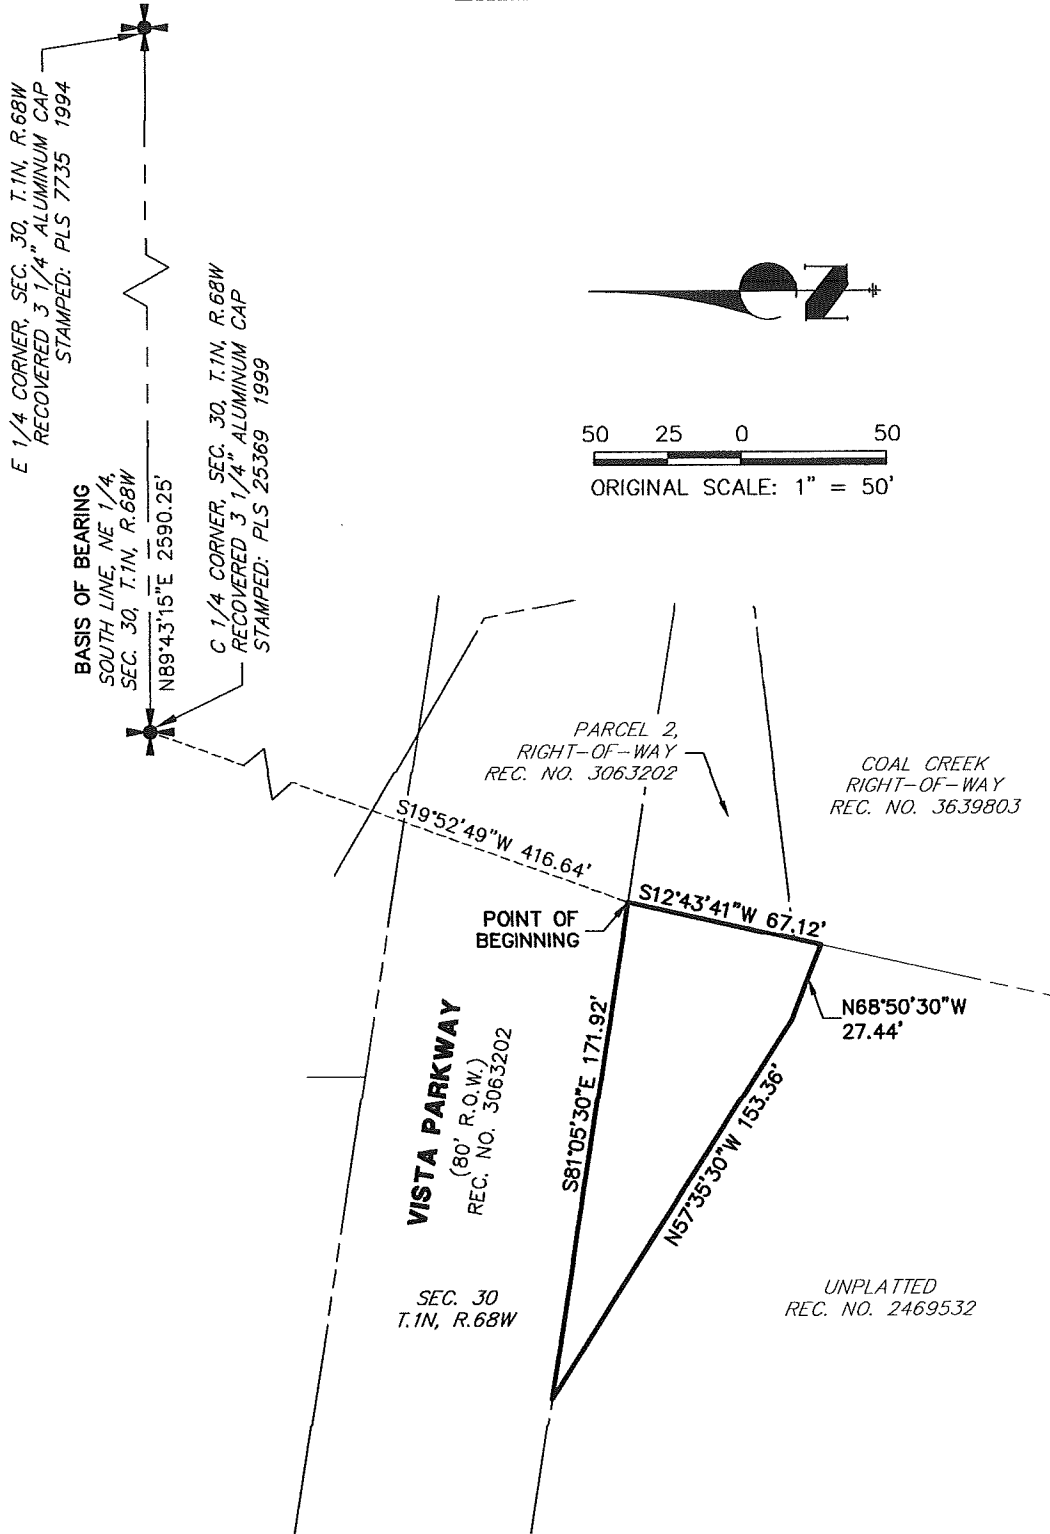 E 1/4 CORNER, SEC. 30, T.1N, R.68W
RECOVERED 3 1/4" ALUMINUM CAP
STAMPED: PLS 7735 1994
BASIS OF BEARING
SOUTH LINE, NE 1/4,
SEC. 30, T.1N, R.68W
N89°43'15"E 2590.25'
C 1/4 CORNER, SEC. 30, T.1N, R.68W
RECOVERED 3 1/4" ALUMINUM CAP
STAMPED: PLS 25369 1999
N
50 25 0 50
ORIGINAL SCALE: 1" = 50'
PARCEL 2,
RIGHT-OF-WAY
REC. NO. 3063202
COAL CREEK
RIGHT-OF-WAY
REC. NO. 3639803
S19°52'49"W 416.64'
S12°43'41"W 67.12'
POINT OF
BEGINNING
N68°50'30"W
27.44'
S81°05'30"E 171.92'
N57°35'30"W 153.36'
VISTA PARKWAY
(80' R.O.W.)
REC. NO. 3063202
SEC. 30
T.1N, R.68W
UNPLATTED
REC. NO. 2469532